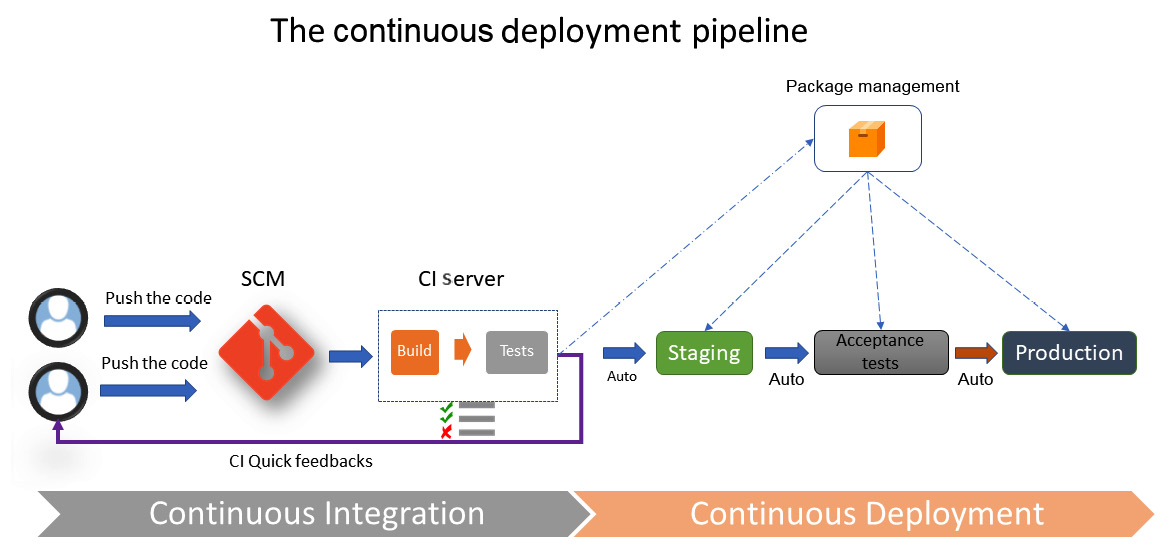 The continuous deployment pipeline
Package management
SCM
CI Server
Push the code
Push the code
Build
Tests
Auto
Staging
Auto
Acceptance
tests
Auto
Production
CI Quick feedbacks
Continuous Integration
Continuous Deployment